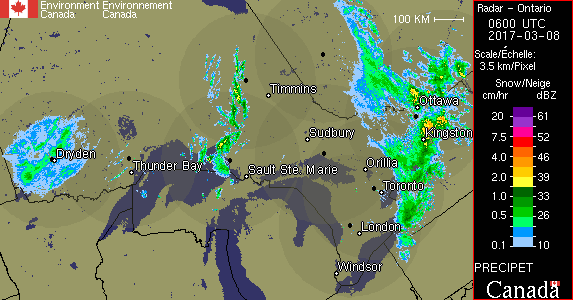 Environment Environnement
Canada Canada
100 KM
Timmins
Ottawa
Sudbury
Kingston
Dryden
Thunder Bay
Sault Ste. Marie
Orillia
Toronto
London
Windsor
Radar - Ontario
0600 UTC
2017-03-08
Scale/Échelle:
3.5 km/Pixel
Snow/Neige
cm/hr dBZ
20 61
7.5 52
4.0 46
2.0 39
1.0 33
0.5 26
0.1 10
PRECIPET
Canada